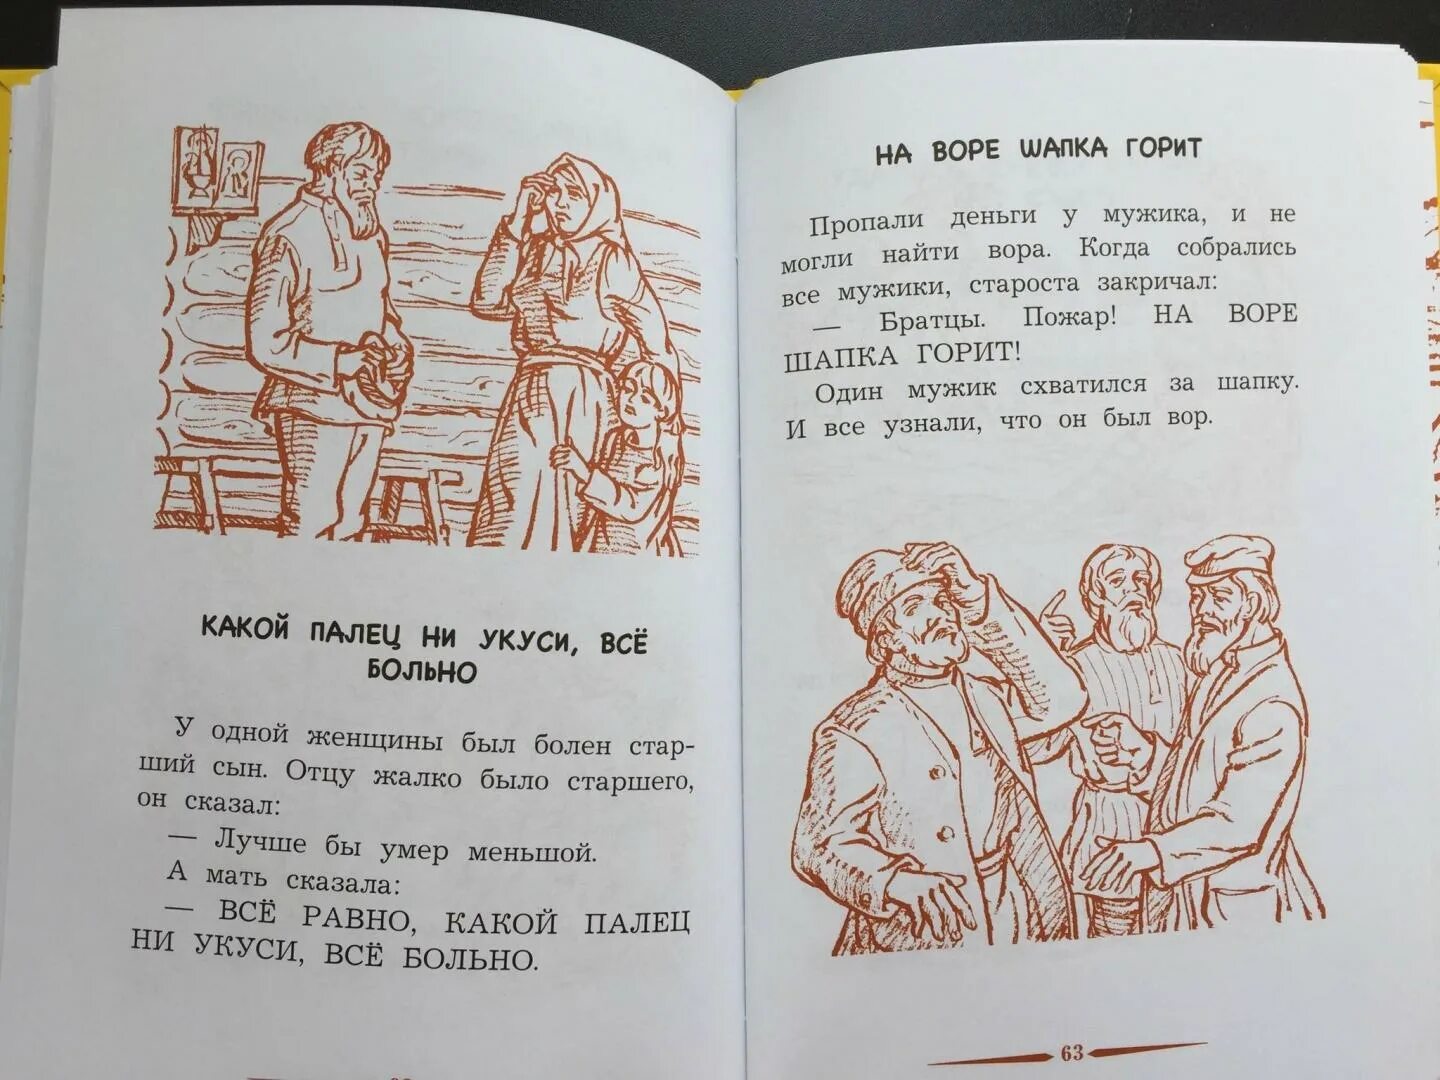 КАКОЙ ПАЛЕЦ НИ УКУСИ, ВСЁ
БОЛЬНО
У одной женщины был болен стар-
ший сын. Отцу жалко было старшего,
он сказал:
— Лучше бы умер меньшой.
А мать сказала:
— ВСЁ РАВНО, КАКОЙ ПАЛЕЦ
НИ УКУСИ, ВСЁ БОЛЬНО.
НА ВОРЕ ШАПКА ГОРИТ
Пропали деньги у мужика, и не
могли найти вора. Когда собрались
все мужики, староста закричал:
— Братцы. Пожар! НА ВОРЕ
ШАПКА ГОРИТ!
Один мужик схватился за шапку.
И все узнали, что он был вор.
63